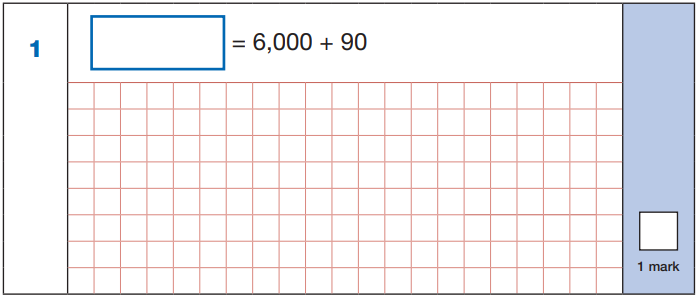 1
= 6,000 + 90
1 mark